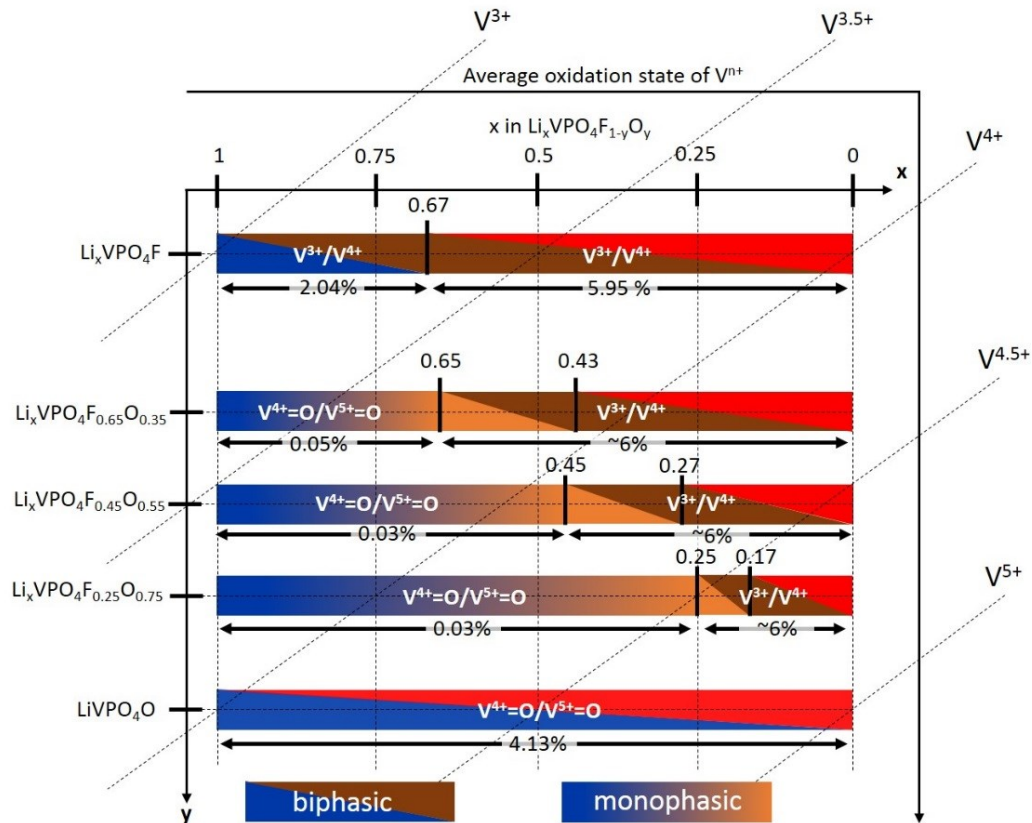 V³⁺
V³·⁵⁺
Average oxidation state of Vⁿ⁺
x in LiₓVPO₄F₁₋ᵧOᵧ
V⁴⁺
1 0.75 0.5 0.25 0
x
0.67
LiₓVPO₄F
V³⁺/V⁴⁺ V³⁺/V⁴⁺
2.04% 5.95 %
V⁴·⁵⁺
0.65 0.43
LiₓVPO₄F₀.₆₅O₀.₃₅
V⁴⁺=O/V⁵⁺=O V³⁺/V⁴⁺
0.05% ~6%
0.45 0.27
LiₓVPO₄F₀.₄₅O₀.₅₅
V⁴⁺=O/V⁵⁺=O V³⁺/V⁴⁺
0.03% ~6%
0.25 0.17
V⁵⁺
LiₓVPO₄F₀.₂₅O₀.₇₅
V⁴⁺=O/V⁵⁺=O V³⁺/V⁴⁺
0.03% ~6%
LiVPO₄O
V⁴⁺=O/V⁵⁺=O
4.13%
y
biphasic monophasic